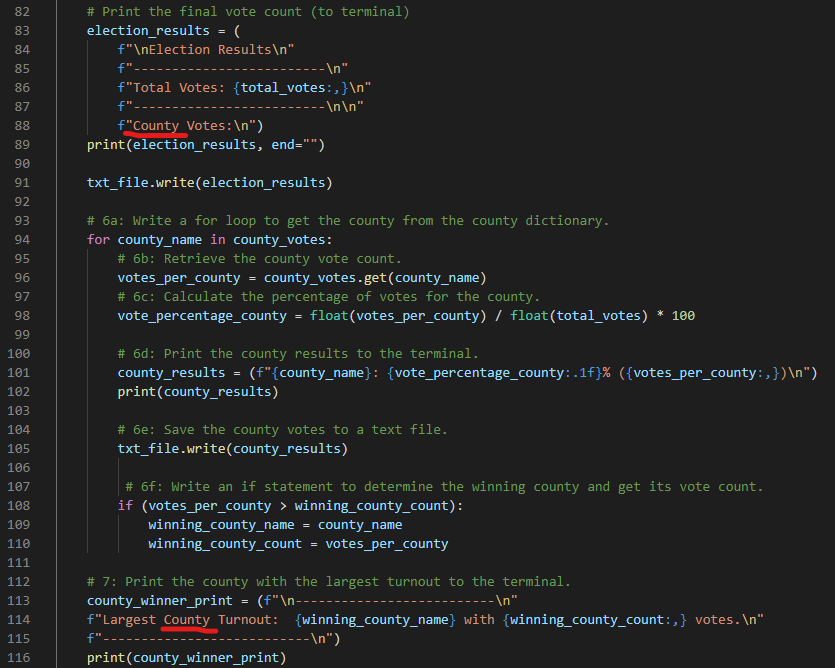 82 # Print the final vote count (to terminal)
83 election_results = (
84 f"\nElection Results\n"
85 f"-------------------------\n"
86 f"Total Votes: {total_votes:,}\n"
87 f"-------------------------\n\n"
88 f"County Votes:\n")
89 print(election_results, end="")
90
91 txt_file.write(election_results)
92
93 # 6a: Write a for loop to get the county from the county dictionary.
94 for county_name in county_votes:
95 # 6b: Retrieve the county vote count.
96 votes_per_county = county_votes.get(county_name)
97 # 6c: Calculate the percentage of votes for the county.
98 vote_percentage_county = float(votes_per_county) / float(total_votes) * 100
99
100 # 6d: Print the county results to the terminal.
101 county_results = (f"{county_name}: {vote_percentage_county:.1f}% ({votes_per_county:,})\n")
102 print(county_results)
103
104 # 6e: Save the county votes to a text file.
105 txt_file.write(county_results)
106
107 # 6f: Write an if statement to determine the winning county and get its vote count.
108 if (votes_per_county > winning_county_count):
109 winning_county_name = county_name
110 winning_county_count = votes_per_county
111
112 # 7: Print the county with the largest turnout to the terminal.
113 county_winner_print = (f"\n--------------------------\n"
114 f"Largest County Turnout:  {winning_county_name} with {winning_county_count:,} votes.\n"
115 f"---------------------------\n")
116 print(county_winner_print)